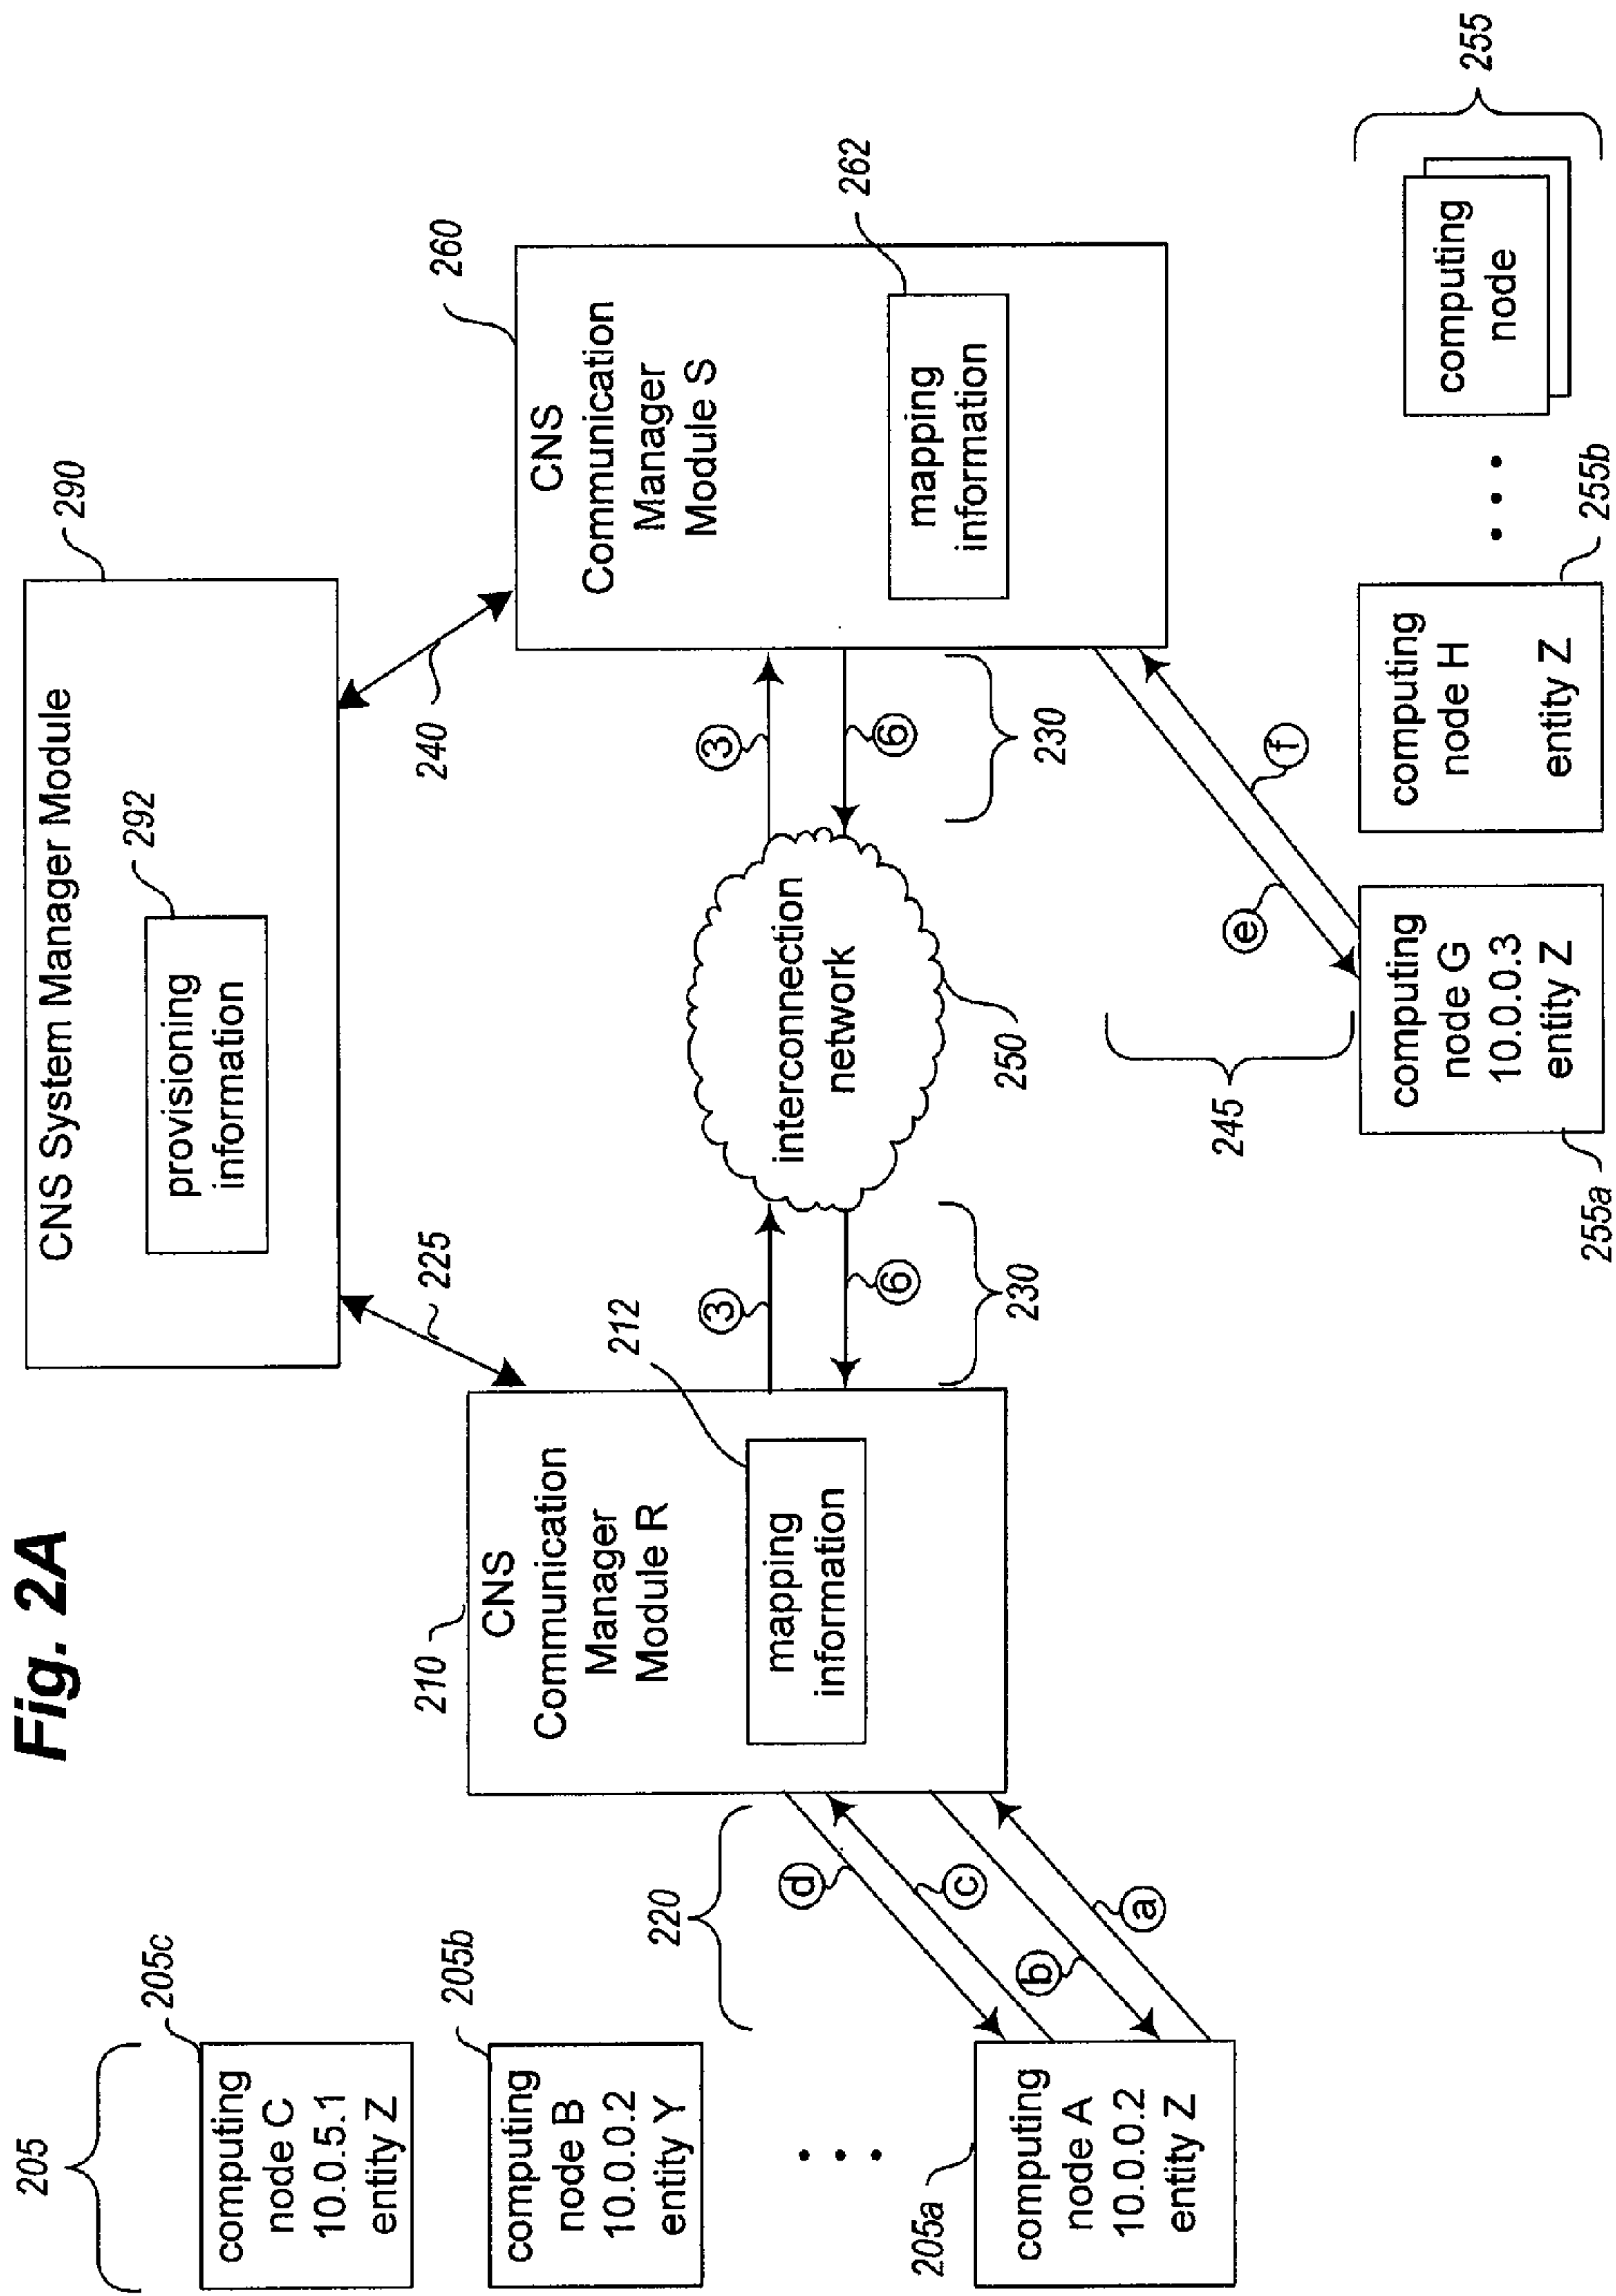 Fig. 2A
205
205c
computing
node C
10.0.5.1
entity Z
205b
computing
node B
10.0.0.2
entity Y
205a
computing
node A
10.0.0.2
entity Z
220
d
c
b
a
210
CNS
Communication
Manager
Module R
212
mapping
information
225
CNS System Manager Module
290
provisioning
information
292
240
3
6
230
interconnection
network
250
3
6
230
260
CNS
Communication
Manager
Module S
262
mapping
information
245
e
f
computing
node G
10.0.0.3
entity Z
255a
computing
node H
entity Z
255b
computing
node
255